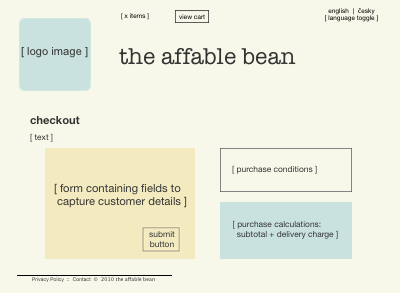 [ x items ]
view cart
english | česky
[ language toggle ]
[ logo image ]
the affable bean
checkout
[ text ]
[ form containing fields to
capture customer details ]
submit
button
[ purchase conditions ]
[ purchase calculations:
subtotal + delivery charge ]
Privacy Policy :: Contact © 2010 the affable bean